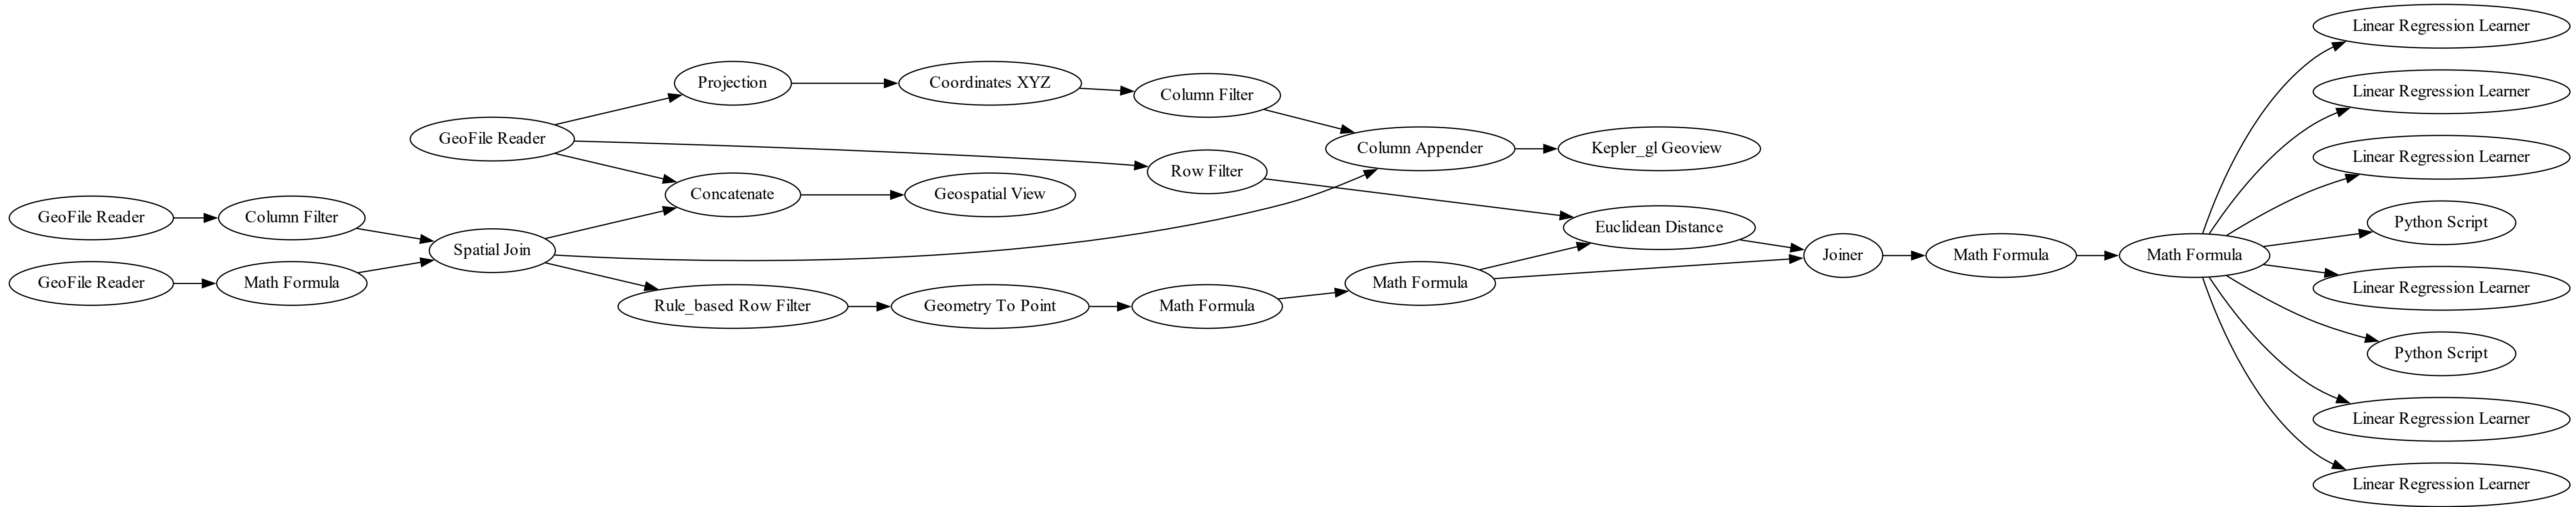 Linear Regression Learner
Projection
Coordinates XYZ
Column Filter
Linear Regression Learner
GeoFile Reader
Column Appender
Kepler_gl Geoview
Linear Regression Learner
Row Filter
Concatenate
Geospatial View
GeoFile Reader
Column Filter
Euclidean Distance
Python Script
Spatial Join
Joiner
Math Formula
Math Formula
GeoFile Reader
Math Formula
Math Formula
Linear Regression Learner
Rule_based Row Filter
Geometry To Point
Math Formula
Python Script
Linear Regression Learner
Linear Regression Learner